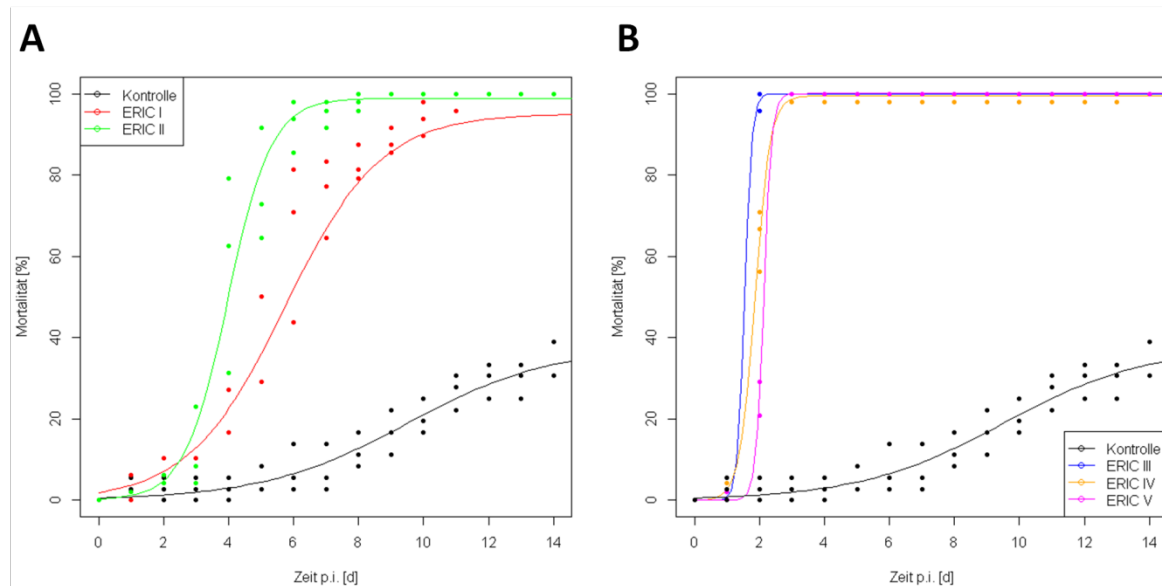 A
Kontrolle
ERIC I
ERIC II
Mortalität [%]
0
20
40
60
80
100
0 2 4 6 8 10 12 14
Zeit p.i. [d]
B
Mortalität [%]
0
20
40
60
80
100
Kontrolle
ERIC III
ERIC IV
ERIC V
0 2 4 6 8 10 12 14
Zeit p.i. [d]